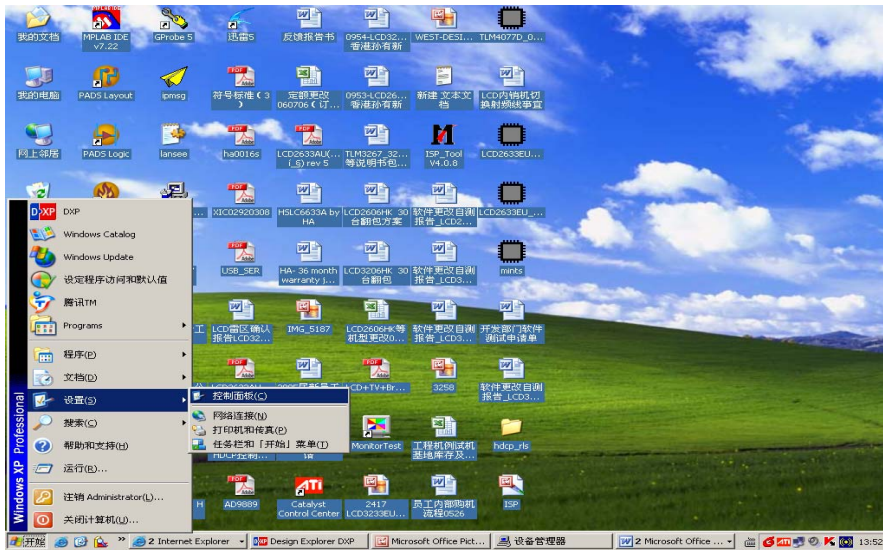 我的文档
MPLAB IDE
v7.22
GProbe 5
迅雷5
反馈报告书
0954-LCD32...
香港孙有新
WEST-DESI...
TLM4077D_0...
我的电脑
PADS Layout
ipmsg
符号标准(3
)
定额更改
060706(订...
0953-LCD26...
香港孙有新
新建 文本文
档
LCD内销机切
换射频线事宜
网上邻居
PADS Logic
lansee
ha0016s
LCD2633AU(...
TLM3267_32...
等说明书包...
ISP_Tool
V4.0.8
LCD2633EU...
XIC02920308
HSLC6633A by
HA
LCD2606HK 30
台翻包方案
软件更改自测
报告_LCD2...
LCD2633EU_...
USB_SER
HA- 36 month
warranty j...
LCD3206HK 30
台翻包
软件更改自测
报告_LCD3...
mints
LCD雷区确认
报告LCD32...
IMG_5187
LCD2606HK等
机型更改0...
软件更改自测
报告_LCD3...
开发部门软件
测试申请单
LCD+TV+Br...
3258
软件更改自测
报告_LCD3...
MonitorTest
工程机例试机
基地库存及...
hdcp_rls
H
AD9889
Catalyst
Control Center
2417
LCD3233EU...
员工内部购机
流程0526
ISP
Windows XP Professional
DXP
Windows Catalog
Windows Update
设定程序访问和默认值
腾讯TM
Programs
程序(P)
文档(D)
设置(S)
搜索(C)
帮助和支持(H)
运行(R)...
注销 Administrator(L)...
关闭计算机(U)...
控制面板(C)
网络连接(N)
打印机和传真(P)
任务栏和「开始」菜单(T)
开始
2 Internet Explorer
Design Explorer DXP
Microsoft Office Pict...
设备管理器
2 Microsoft Office ...
13:52